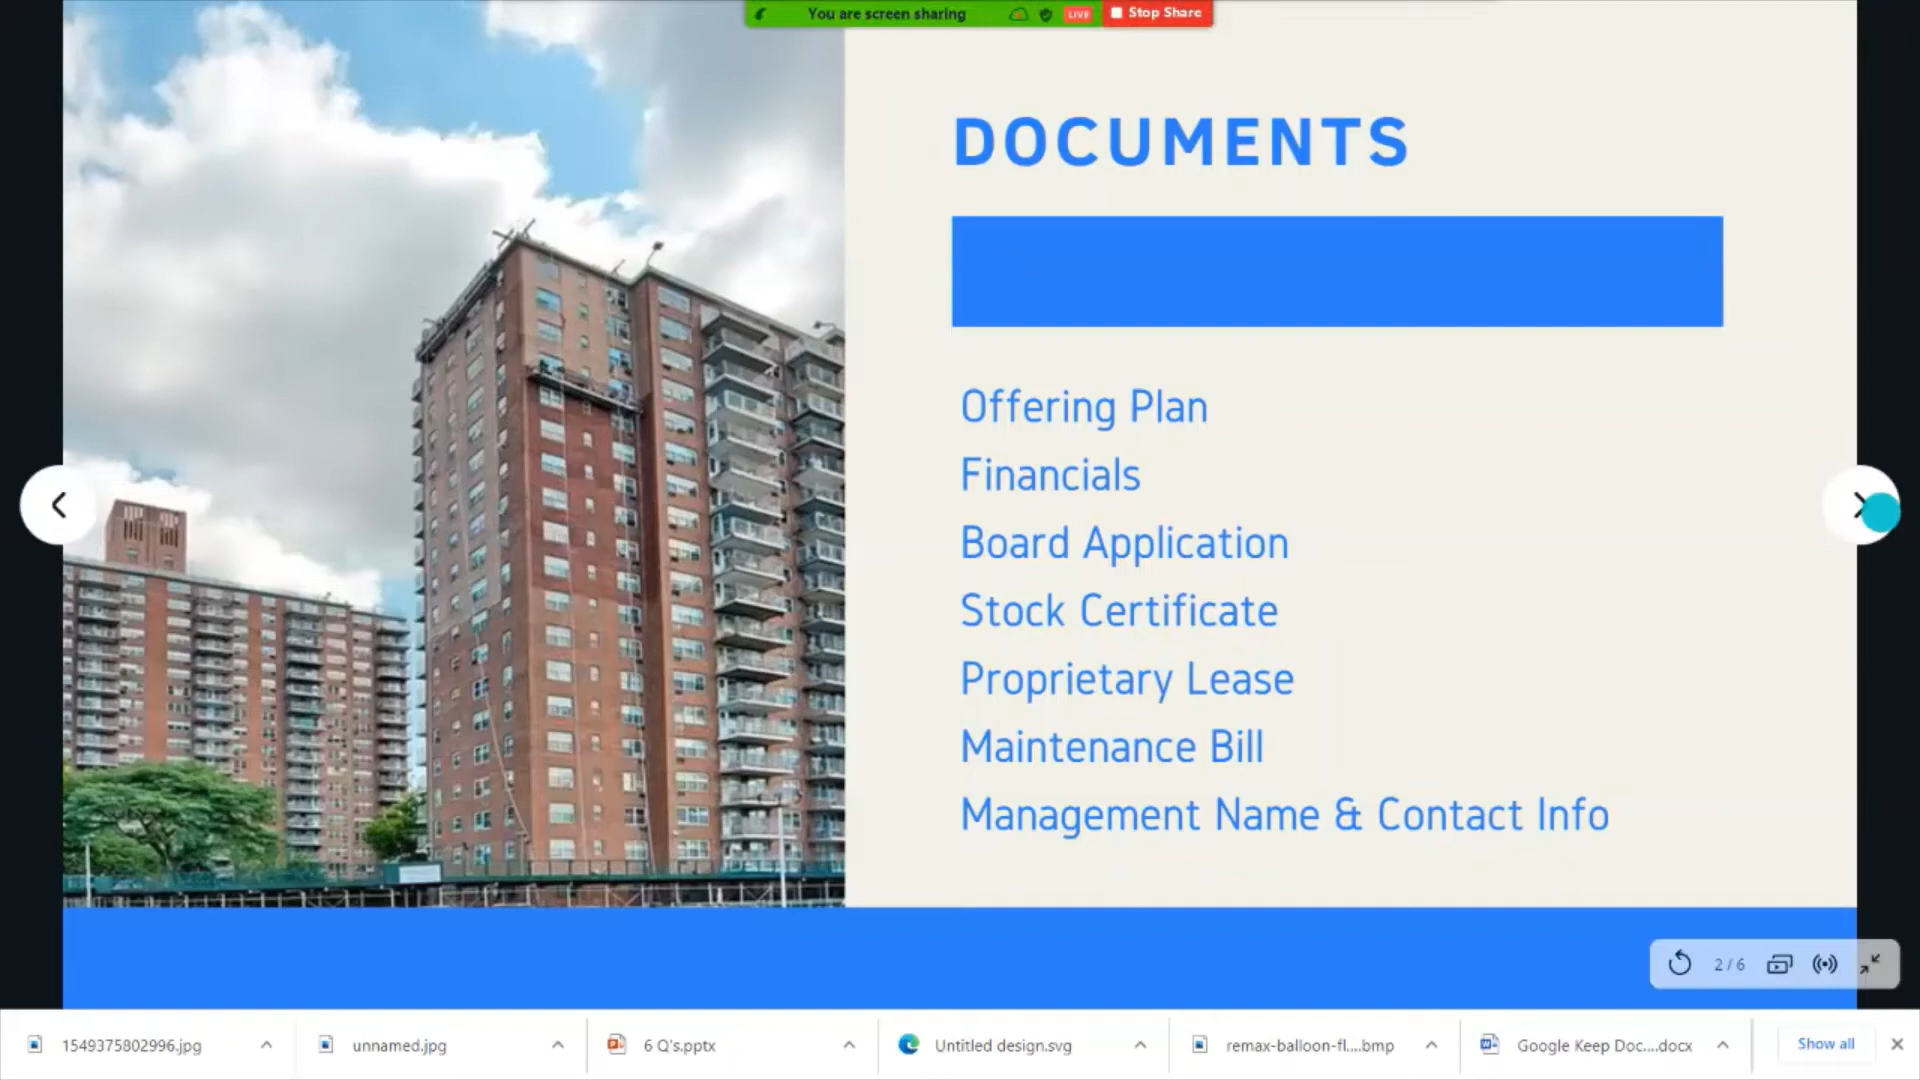 You are screen sharing
LIVE
Stop Share
DOCUMENTS
Offering Plan
Financials
Board Application
Stock Certificate
Proprietary Lease
Maintenance Bill
Management Name & Contact Info
2 / 6
1549375802996.jpg
unnamed.jpg
6 Q's.pptx
Untitled design.svg
remax-balloon-fl....bmp
Google Keep Doc....docx
Show all